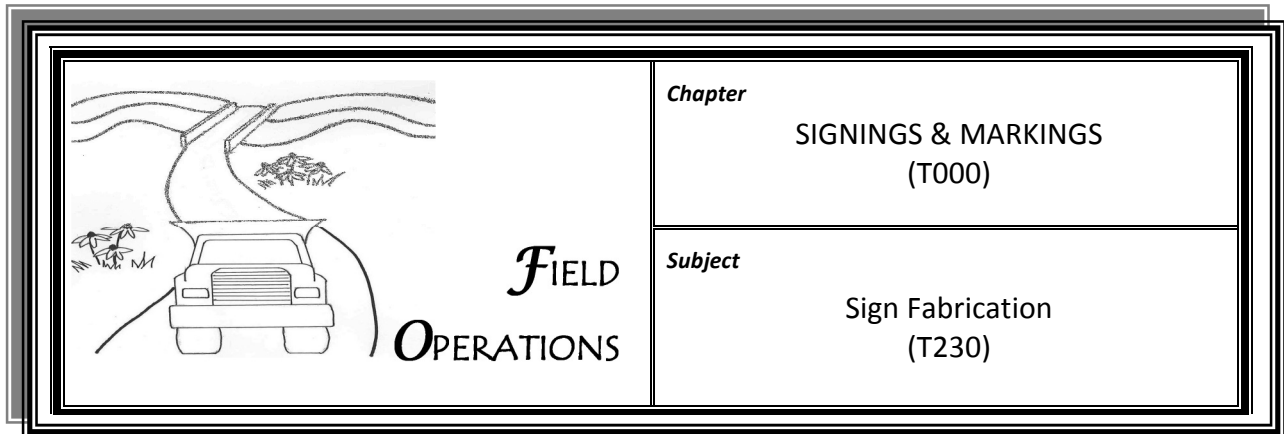 FIELD
OPERATIONS
Chapter
SIGNINGS & MARKINGS
(T000)
Subject
Sign Fabrication
(T230)